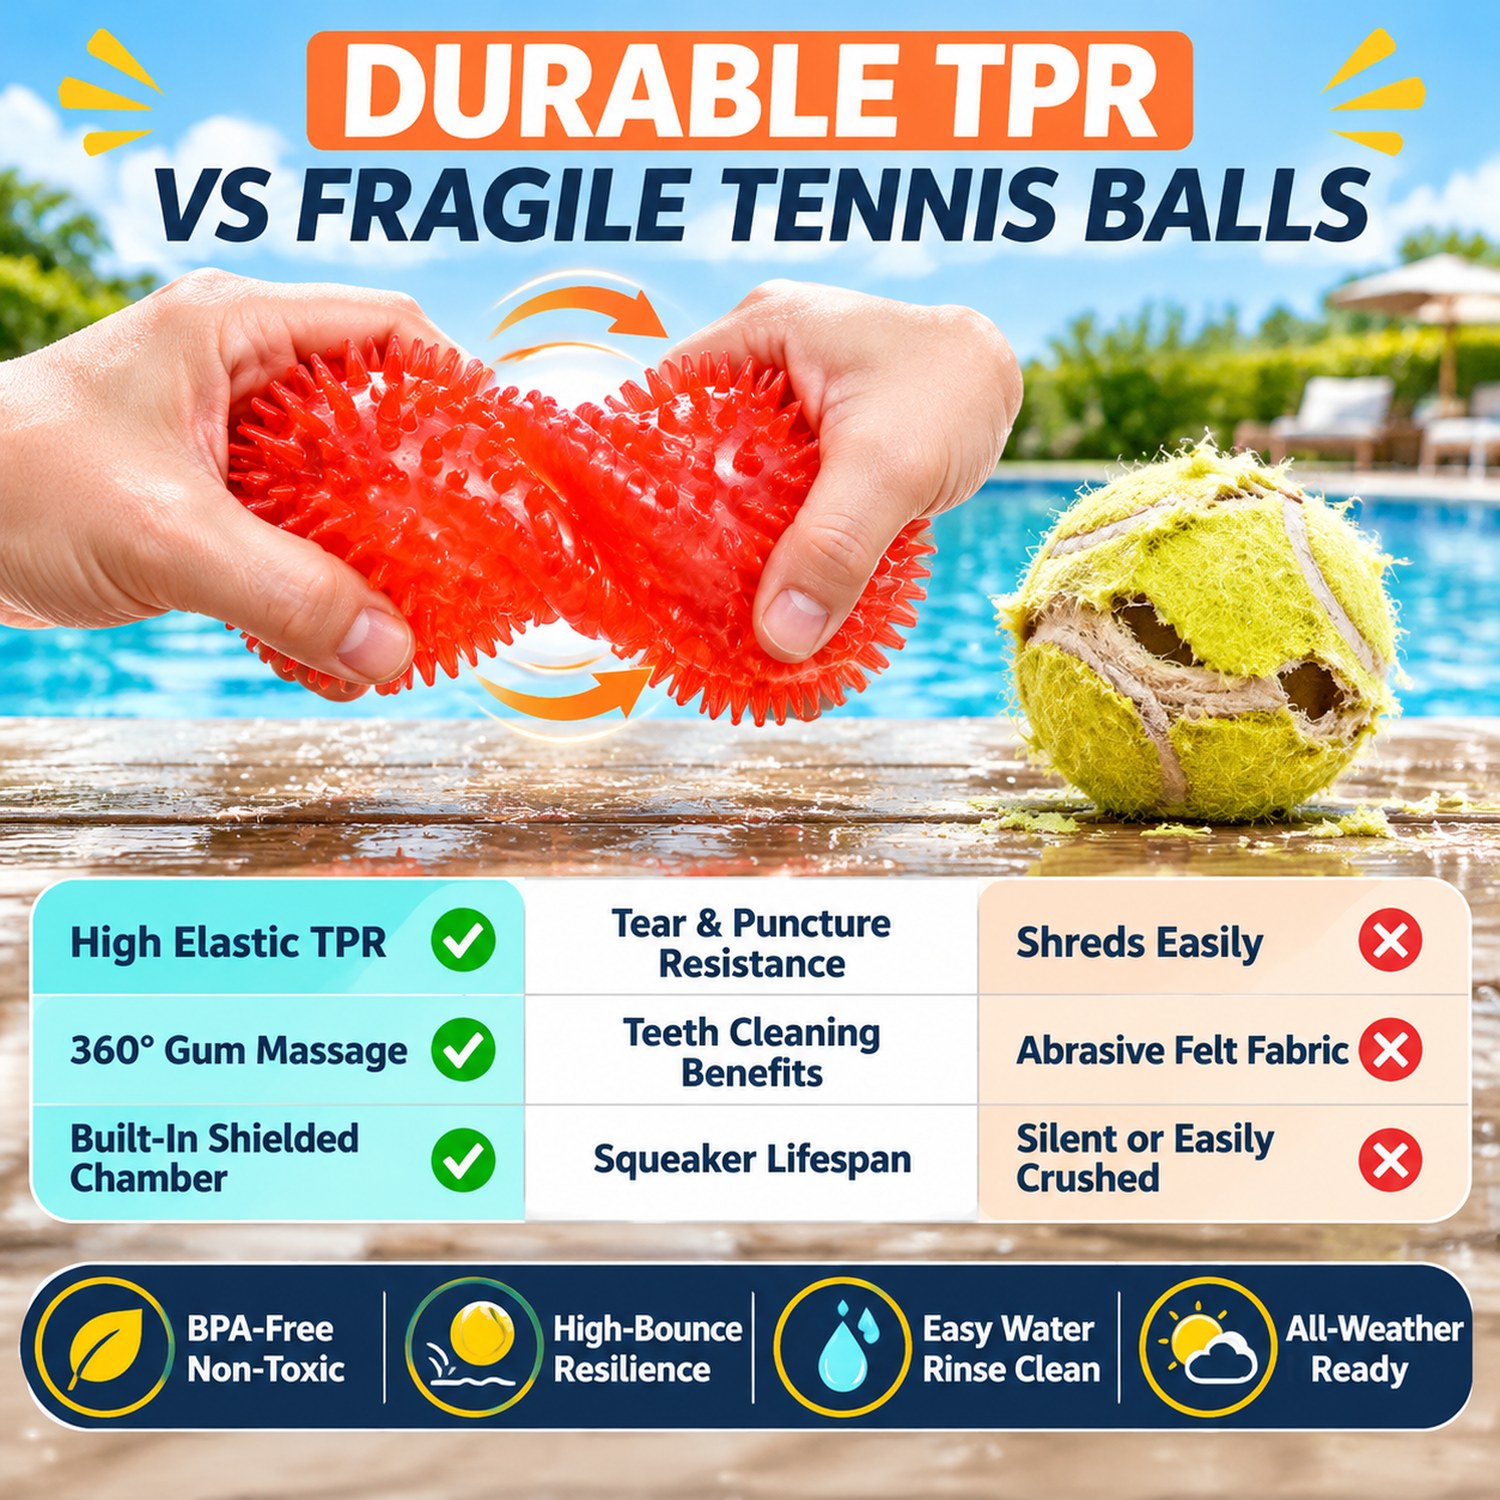 DURABLE TPR
VS FRAGILE TENNIS BALLS
High Elastic TPR
Tear & Puncture
Resistance
Shreds Easily
360° Gum Massage
Teeth Cleaning
Benefits
Abrasive Felt Fabric
Built-In Shielded
Chamber
Squeaker Lifespan
Silent or Easily
Crushed
BPA-Free
Non-Toxic
High-Bounce
Resilience
Easy Water
Rinse Clean
All-Weather
Ready